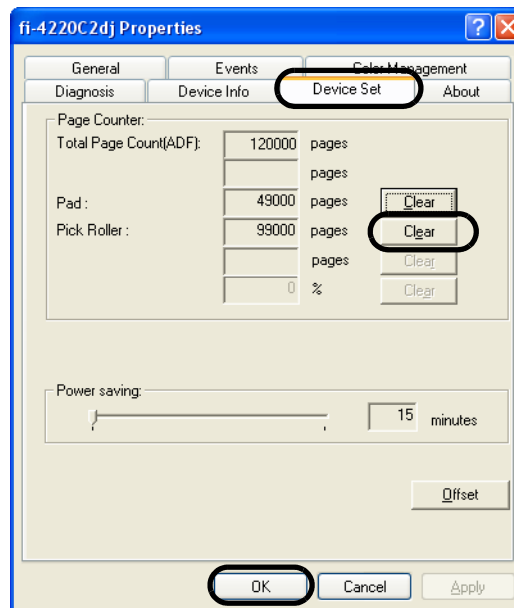 fi-4220C2dj Properties
General Events Color Management
Diagnosis Device Info Device Set About
Page Counter:
Total Page Count(ADF): 120000 pages
pages
Pad : 49000 pages Clear
Pick Roller : 99000 pages Clear
pages Clear
0 % Clear
Power saving:
15 minutes
Offset
OK Cancel Apply